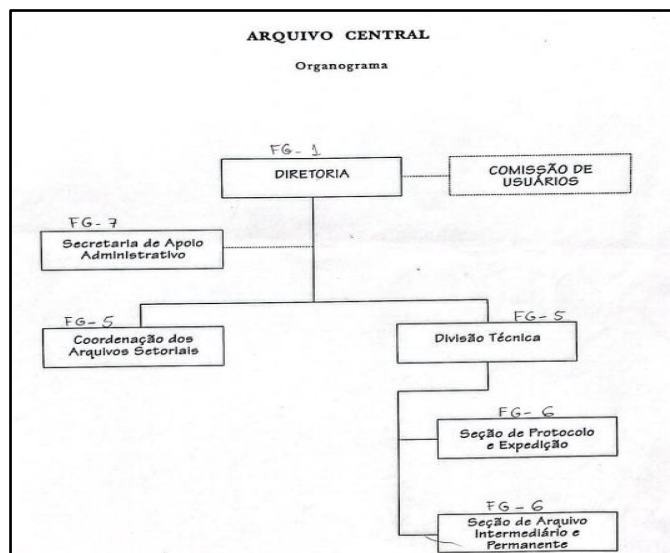 ARQUIVO CENTRAL
Organograma
FG-1
DIRETORIA
COMISSÃO DE
USUÁRIOS
FG-7
Secretaria de Apoio
Administrativo
FG-5
Coordenação dos
Arquivos Setoriais
FG-5
Divisão Técnica
FG-6
Seção de Protocolo
e Expedição
FG-6
Seção de Arquivo
Intermediário e
Permanente